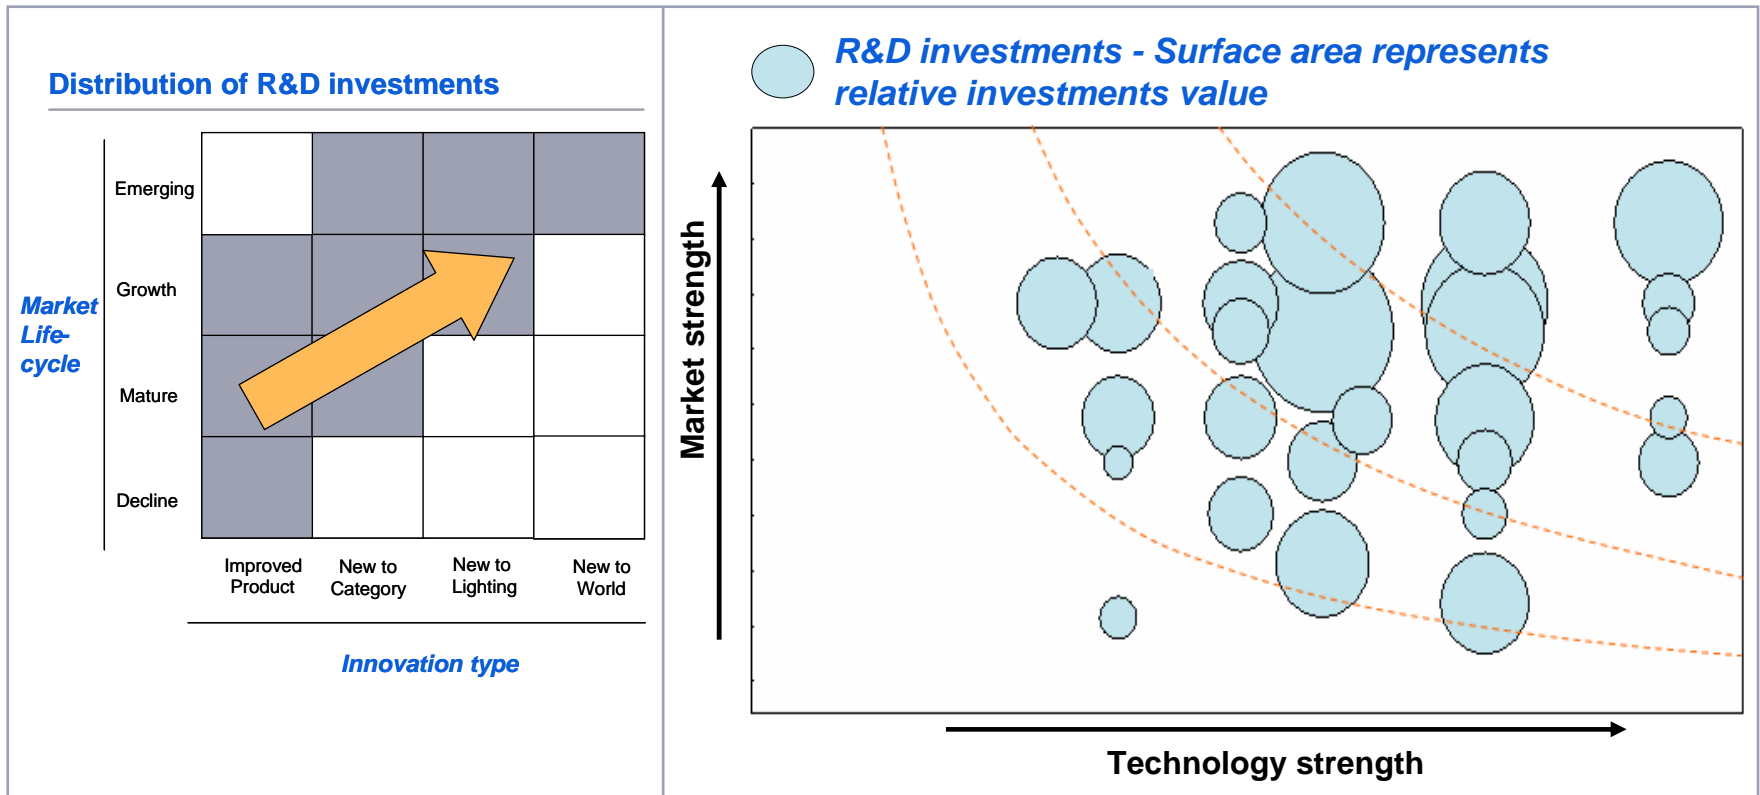 Distribution of R&D investments
Market
Life-
cycle
Emerging
Growth
Mature
Decline
Improved
Product
New to
Category
New to
Lighting
New to
World
Innovation type
R&D investments - Surface area represents
relative investments value
Market strength
Technology strength